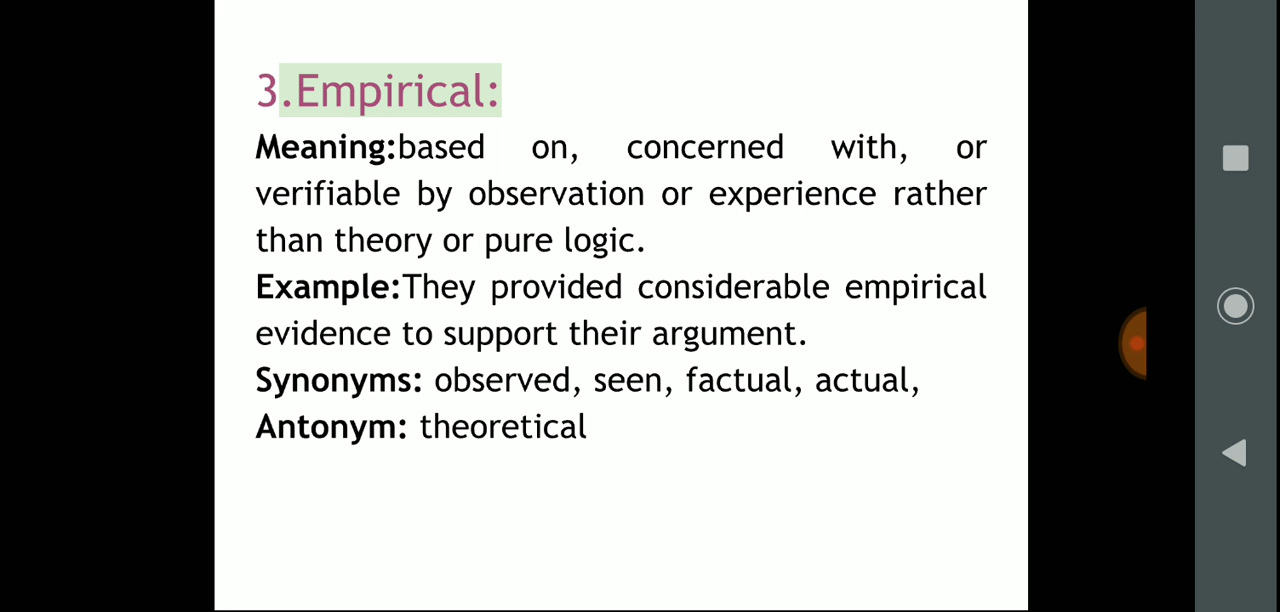 3.Empirical:
Meaning:based on, concerned with, or
verifiable by observation or experience rather
than theory or pure logic.
Example:They provided considerable empirical
evidence to support their argument.
Synonyms: observed, seen, factual, actual,
Antonym: theoretical